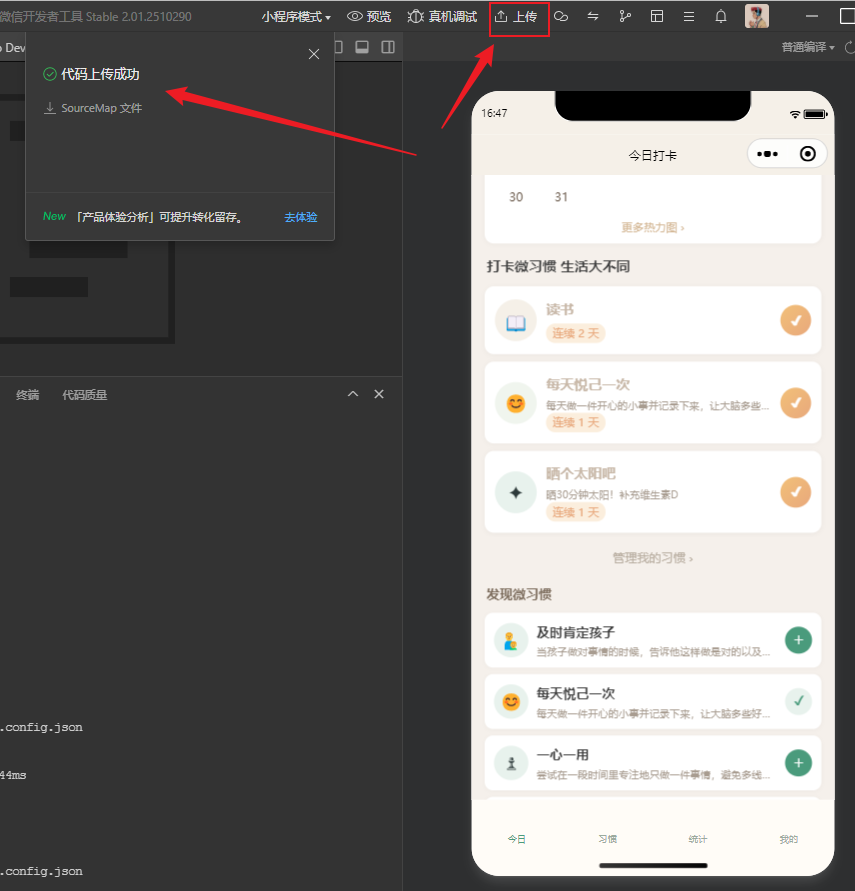 微信开发者工具 Stable 2.01.2510290
小程序模式
预览
真机调试
上传
Dev
普通编译
代码上传成功
SourceMap 文件
New 「产品体验分析」可提升转化留存。 去体验
终端 代码质量
.config.json
44ms
.config.json
16:47
今日打卡
30 31
更多热力图 ›
打卡微习惯 生活大不同
读书
连续 2 天
每天悦己一次
每天做一件开心的小事并记录下来，让大脑多些...
连续 1 天
晒个太阳吧
晒30分钟太阳！补充维生素D
连续 1 天
管理我的习惯 ›
发现微习惯
及时肯定孩子
当孩子做对事情的时候，告诉他这样做是对的以及...
每天悦己一次
每天做一件开心的小事并记录下来，让大脑多些好...
一心一用
尝试在一段时间里专注地只做一件事情，避免多线...
今日 习惯 统计 我的